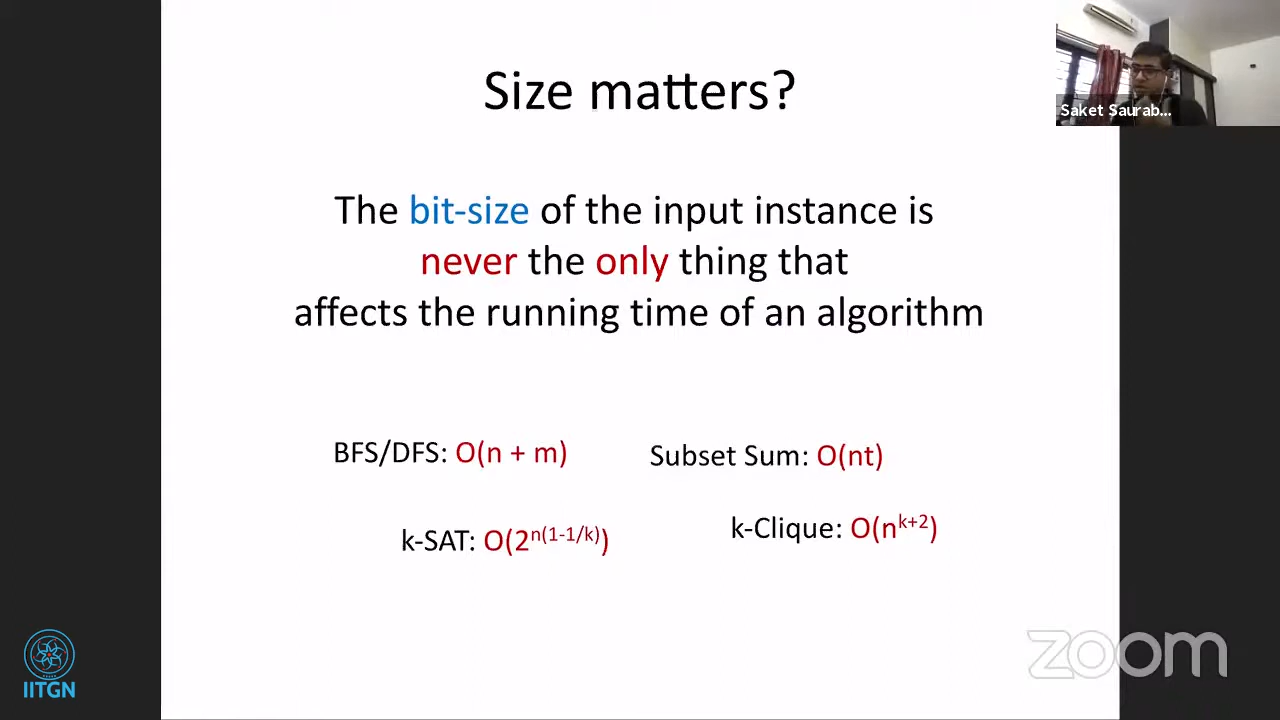 Size matters?
Saket Saurab...
The bit-size of the input instance is
never the only thing that
affects the running time of an algorithm
BFS/DFS: O(n + m)
Subset Sum: O(nt)
k-SAT: O(2^n(1-1/k))
k-Clique: O(n^k+2)
IITGN
zoom